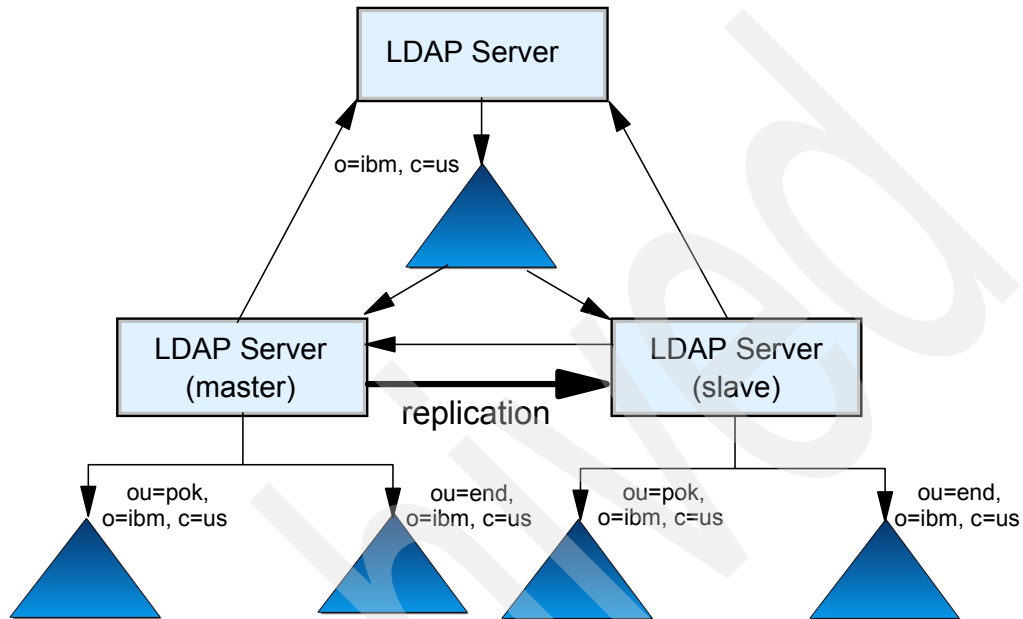 LDAP Server
o=ibm, c=us
LDAP Server
(master)
LDAP Server
(slave)
replication
ou=pok,
o=ibm, c=us
ou=end,
o=ibm, c=us
ou=pok,
o=ibm, c=us
ou=end,
o=ibm, c=us